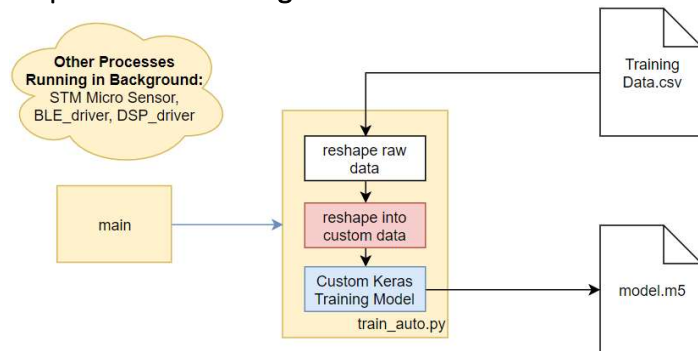 Other Processes
Running in Background:
STM Micro Sensor,
BLE_driver, DSP_driver
Training
Data.csv
reshape raw
data
main
reshape into
custom data
Custom Keras
Training Model
train_auto.py
model.m5